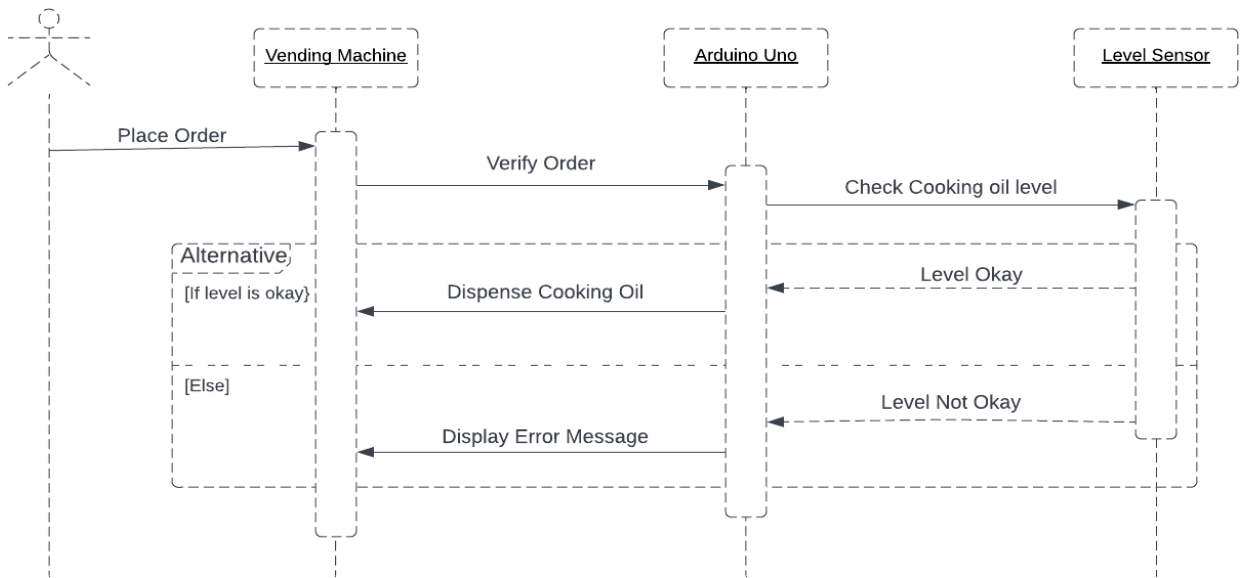 Vending Machine
Arduino Uno
Level Sensor
Place Order
Verify Order
Check Cooking oil level
Alternative
[If level is okay}
Level Okay
Dispense Cooking Oil
[Else]
Level Not Okay
Display Error Message